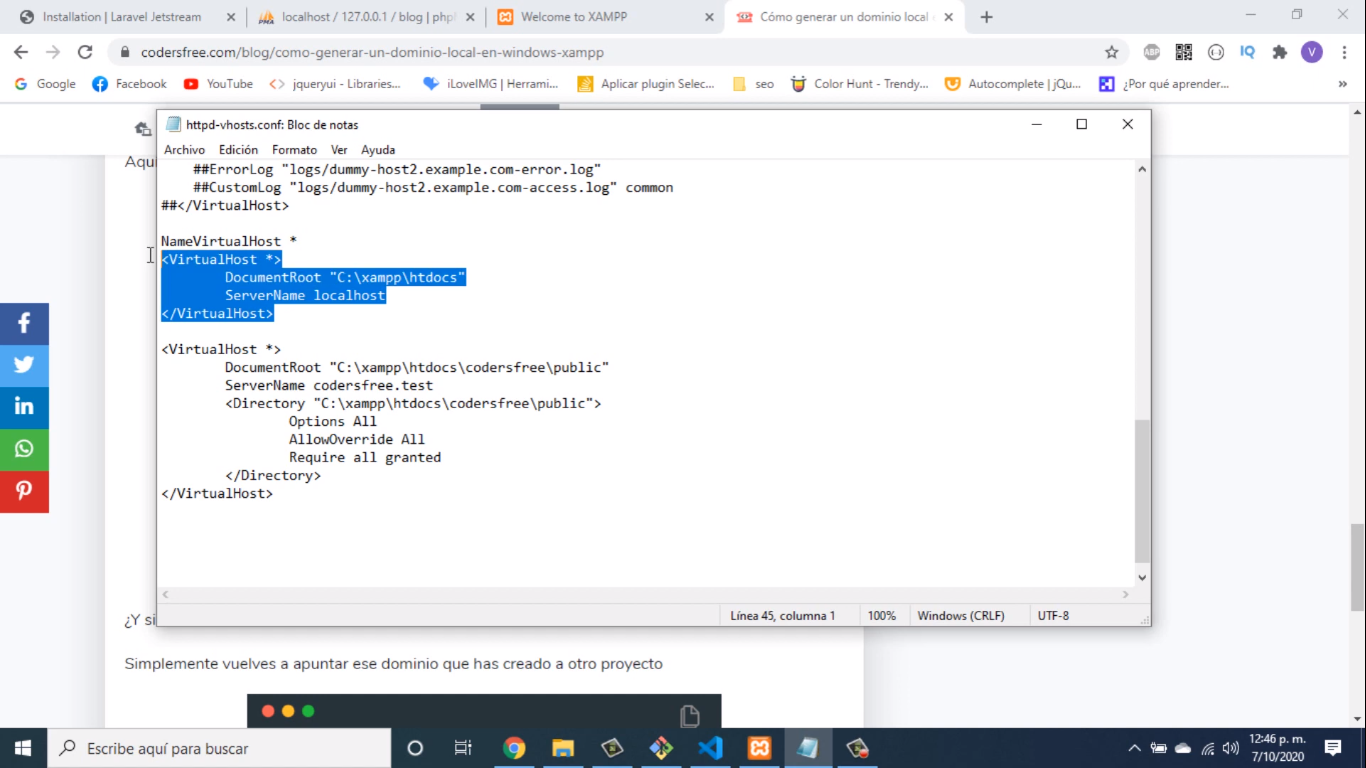 Installation | Laravel Jetstream
localhost / 127.0.0.1 / blog | php
Welcome to XAMPP
Cómo generar un dominio local
codersfree.com/blog/como-generar-un-dominio-local-en-windows-xampp
ABP
IQ
V
Google
Facebook
YouTube
jqueryui - Libraries...
iLoveIMG | Herrami...
Aplicar plugin Selec...
seo
Color Hunt - Trendy...
Autocomplete | jQu...
¿Por qué aprender...
»
httpd-vhosts.conf: Bloc de notas
Archivo Edición Formato Ver Ayuda
Aquí
##ErrorLog "logs/dummy-host2.example.com-error.log"
##CustomLog "logs/dummy-host2.example.com-access.log" common
##</VirtualHost>
NameVirtualHost *
<VirtualHost *>
DocumentRoot "C:\xampp\htdocs"
ServerName localhost
</VirtualHost>
<VirtualHost *>
DocumentRoot "C:\xampp\htdocs\codersfree\public"
ServerName codersfree.test
<Directory "C:\xampp\htdocs\codersfree\public">
Options All
AllowOverride All
Require all granted
</Directory>
</VirtualHost>
Línea 45, columna 1
100%
Windows (CRLF)
UTF-8
¿Y si
Simplemente vuelves a apuntar ese dominio que has creado a otro proyecto
Escribe aquí para buscar
12:46 p. m.
7/10/2020